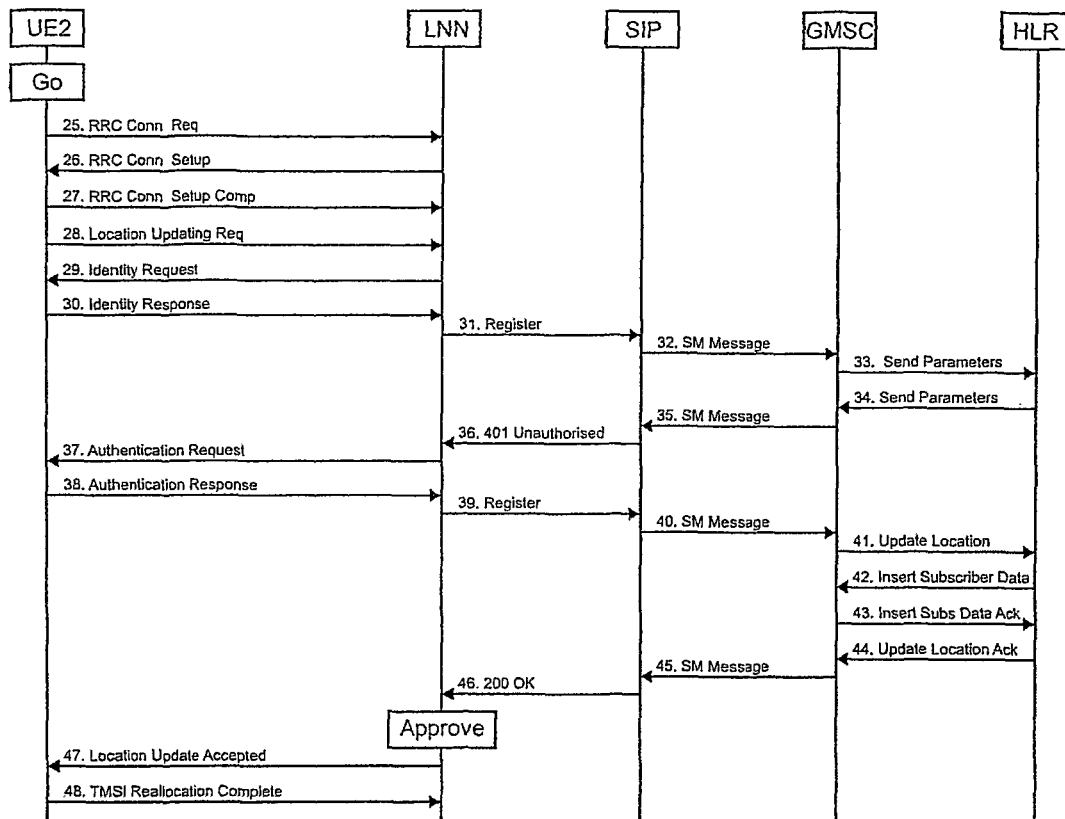 UE2 LNN SIP GMSC HLR
Go
25. RRC Conn Req
26. RRC Conn Setup
27. RRC Conn Setup Comp
28. Location Updating Req
29. Identity Request
30. Identity Response
31. Register
32. SM Message
33. Send Parameters
34. Send Parameters
35. SM Message
36. 401 Unauthorised
37. Authentication Request
38. Authentication Response
39. Register
40. SM Message
41. Update Location
42. Insert Subscriber Data
43. Insert Subs Data Ack
44. Update Location Ack
45. SM Message
46. 200 OK
Approve
47. Location Update Accepted
48. TMSI Reallocation Complete